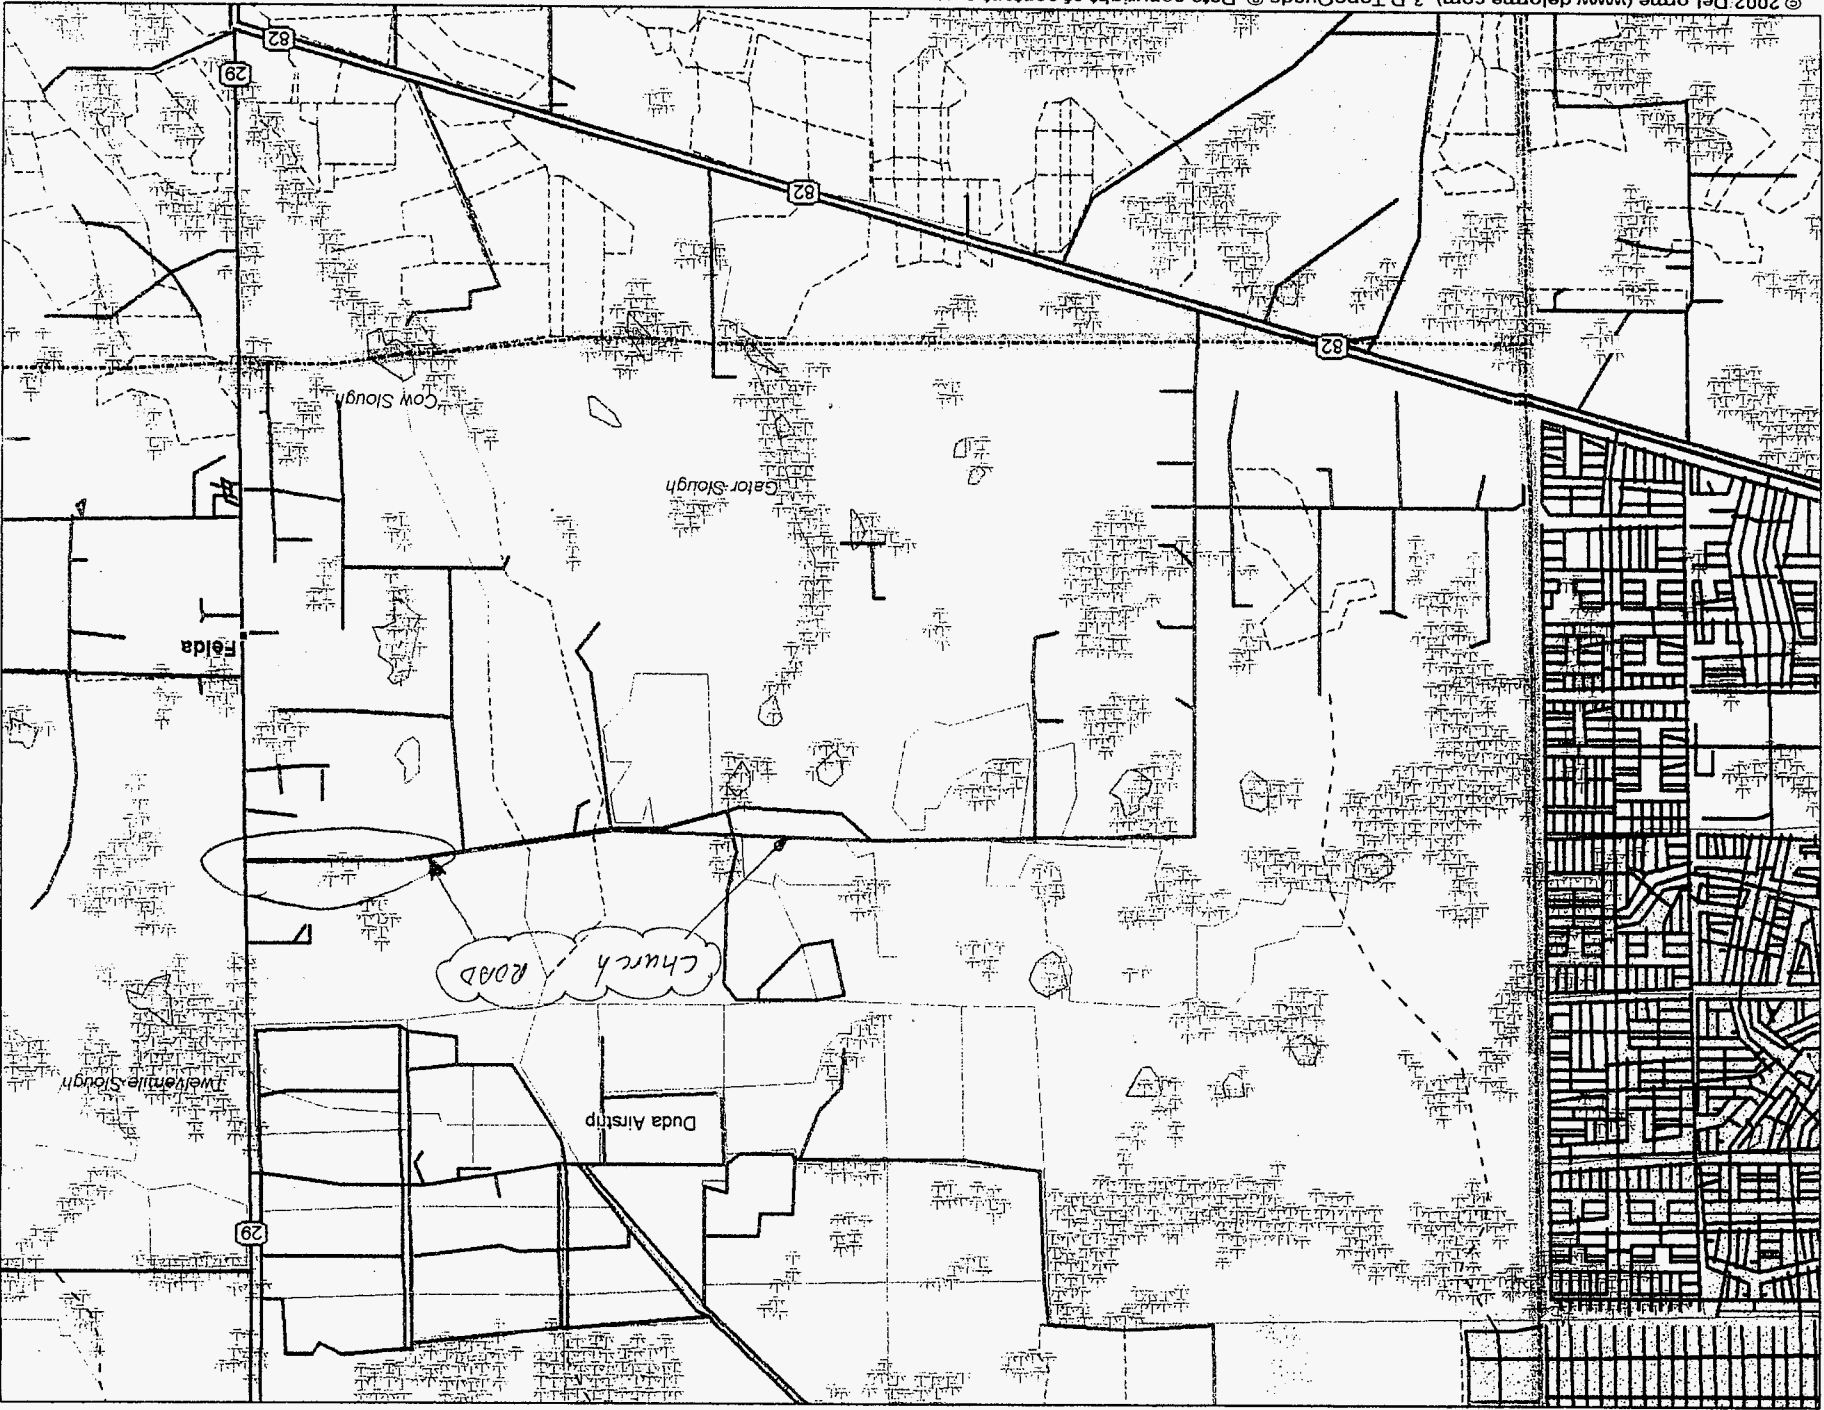 29
Duda Airstrip
Twelvemile Slough
Church ROAD
Felda
Gator Slough
Cow Slough
82
82
29
82
© 2002 DeLorme (www.delorme.com) 3-D TopoQuads ® Data copyright of content